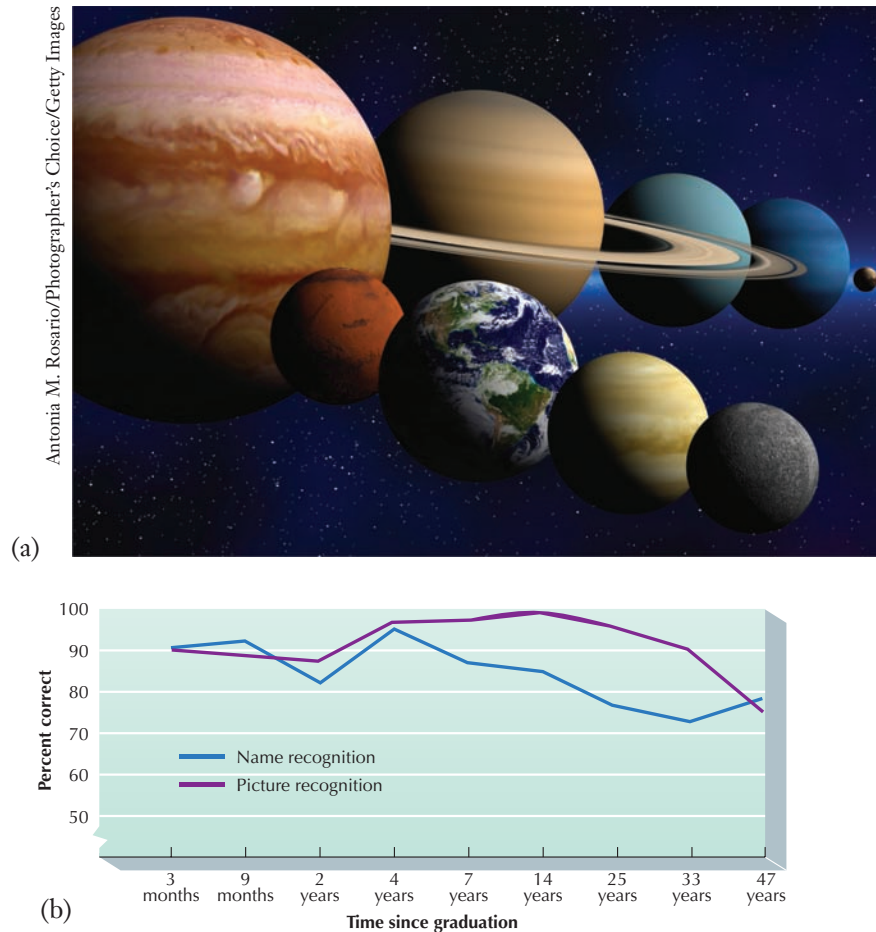 Antonia M. Rosario/Photographer's Choice/Getty Images
(a)
Percent correct
100
90
80
70
60
50
Name recognition
Picture recognition
3 months
9 months
2 years
4 years
7 years
14 years
25 years
33 years
47 years
Time since graduation
(b)